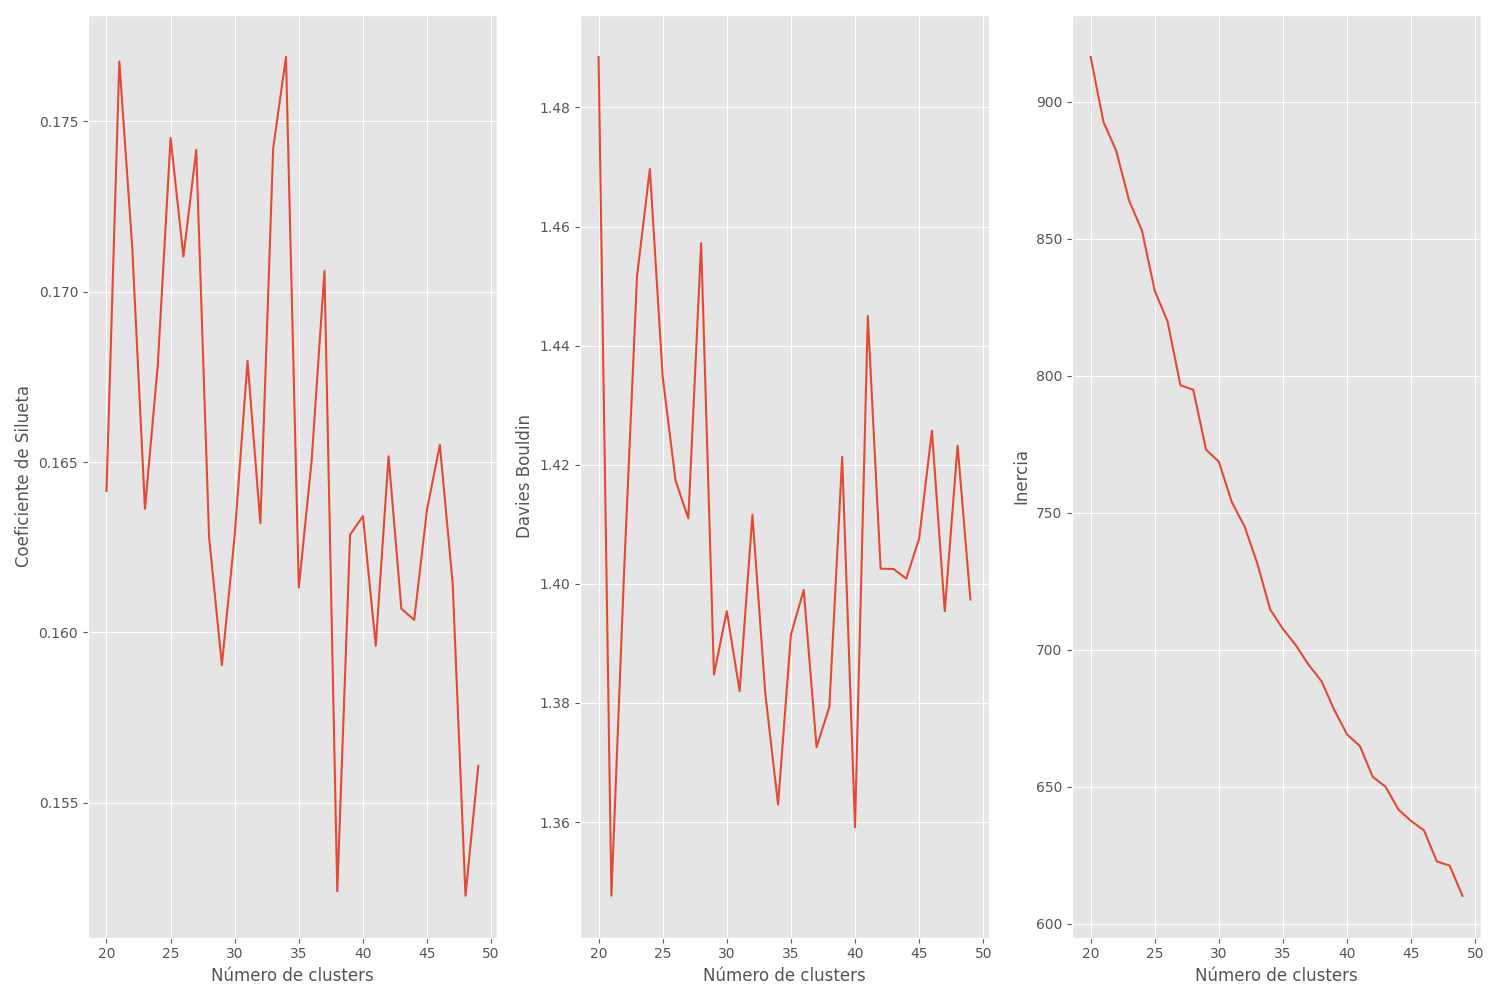 Coeficiente de Silueta
0.175
0.170
0.165
0.160
0.155
20 25 30 35 40 45 50
Número de clusters
Davies Bouldin
1.48
1.46
1.44
1.42
1.40
1.38
1.36
20 25 30 35 40 45 50
Número de clusters
Inercia
900
850
800
750
700
650
600
20 25 30 35 40 45 50
Número de clusters